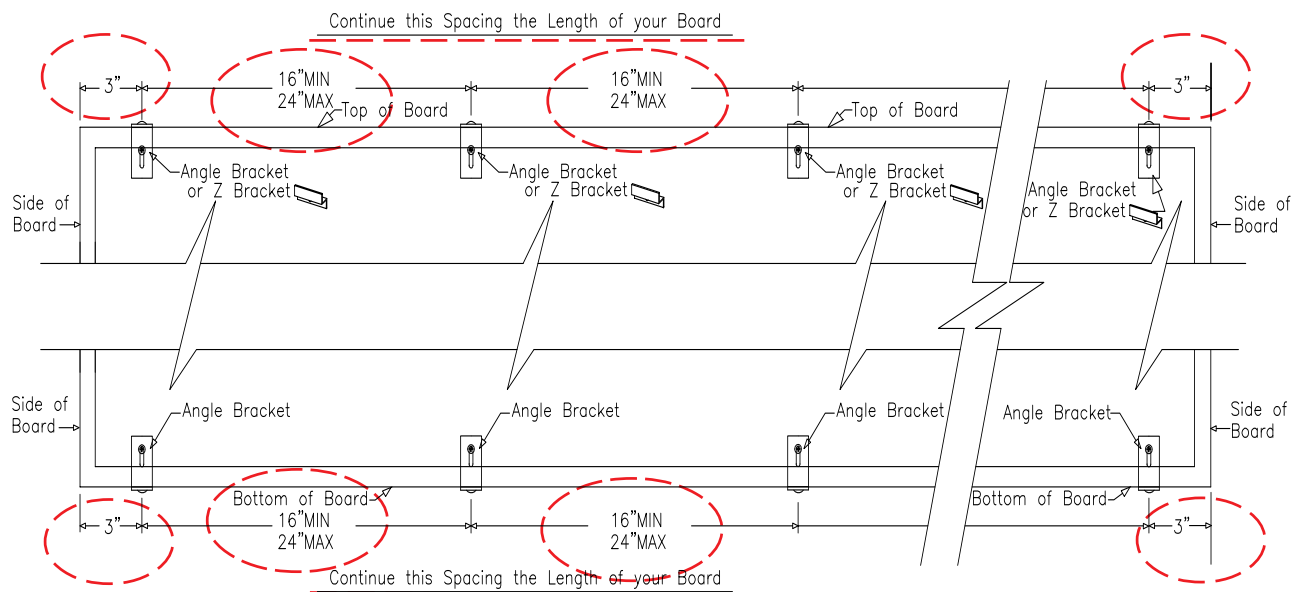 Continue this Spacing the Length of your Board
3"
16"MIN
24"MAX
16"MIN
24"MAX
3"
Top of Board
Top of Board
Angle Bracket
or Z Bracket
Angle Bracket
or Z Bracket
Angle Bracket
or Z Bracket
Angle Bracket
or Z Bracket
Side of
Board
Side of
Board
Side of
Board
Angle Bracket
Angle Bracket
Angle Bracket
Angle Bracket
Side of
Board
Bottom of Board
Bottom of Board
3"
16"MIN
24"MAX
16"MIN
24"MAX
3"
Continue this Spacing the Length of your Board